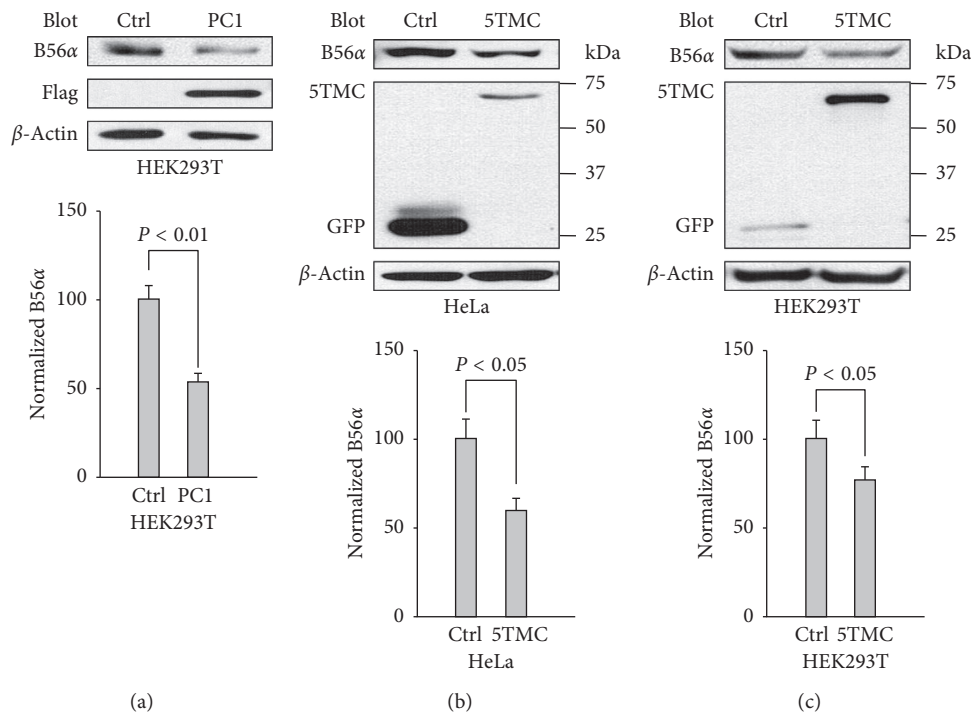 Blot Ctrl PC1
B56α
Flag
β-Actin
HEK293T
150
100
50
0
Normalized B56α
P < 0.01
Ctrl PC1
HEK293T
(a)
Blot Ctrl 5TMC
B56α
kDa
5TMC
75
50
37
GFP
25
β-Actin
HeLa
150
100
50
0
Normalized B56α
P < 0.05
Ctrl 5TMC
HeLa
(b)
Blot Ctrl 5TMC
B56α
kDa
5TMC
75
50
37
GFP
25
β-Actin
HEK293T
150
100
50
0
Normalized B56α
P < 0.05
Ctrl 5TMC
HEK293T
(c)